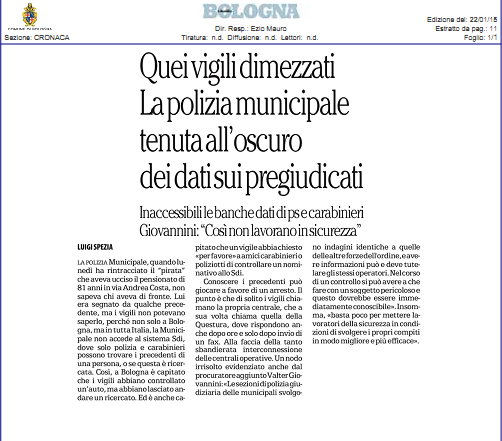 COMUNE DI BOLOGNA
Sezione: CRONACA
BOLOGNA
Dir. Resp.: Ezio Mauro
Tiratura: n.d. Diffusione: n.d. Lettori: n.d.
Edizione del: 22/01/15
Estratto da pag.: 11
Foglio: 1/1
Quei vigili dimezzati
La polizia municipale
tenuta all'oscuro
dei dati sui pregiudicati
Inaccessibili le banche dati di ps e carabinieri
Giovannini: "Così non lavorano in sicurezza"
LUIGI SPEZIA
LA POLIZIA Municipale, quando lu-
nedì ha rintracciato il "pirata"
che aveva ucciso il pensionato di
81 anni in via Andrea Costa, non
sapeva chi aveva di fronte. Lui
era segnato da qualche prece-
dente, ma i vigili non potevano
saperlo, perché non solo a Bolo-
gna, ma in tutta Italia, la Munici-
pale non accede al sistema Sdi,
dove solo polizia e carabinieri
possono trovare i precedenti di
una persona, o se questa è ricer-
cata. Così, a Bologna è capitato
che i vigili abbiano controllato
un'auto, ma abbiano lasciato an-
dare un ricercato. Ed è anche ca-
pitato che un vigile abbia chiesto
«per favore» a amici carabinieri o
poliziotti di controllare un nomi-
nativo allo Sdi.
Conoscere i precedenti può
giocare a favore di un arresto. Il
punto è che di solito i vigili chia-
mano la propria centrale, che a
sua volta chiama quella della
Questura, dove rispondono an-
che dopo ore e solo dopo invio di
un fax. Alla faccia della tanto
sbandierata interconnessione
delle centrali operative. Un nodo
irrisolto evidenziato anche dal
procuratore aggiunto Valter Gio-
vannini: «Le sezioni di polizia giu-
diziaria delle municipali svolgo-
no indagini identiche a quelle
delle altre forze dell'ordine, e ave-
re informazioni può e deve tute-
lare gli stessi operatori. Nel corso
di un controllo si può avere a che
fare con un soggetto pericoloso e
questo dovrebbe essere imme-
diatamente conoscibile». Insom-
ma, «basta poco per mettere la-
voratori della sicurezza in condi-
zioni di svolgere i propri compiti
in modo migliore e più efficace».